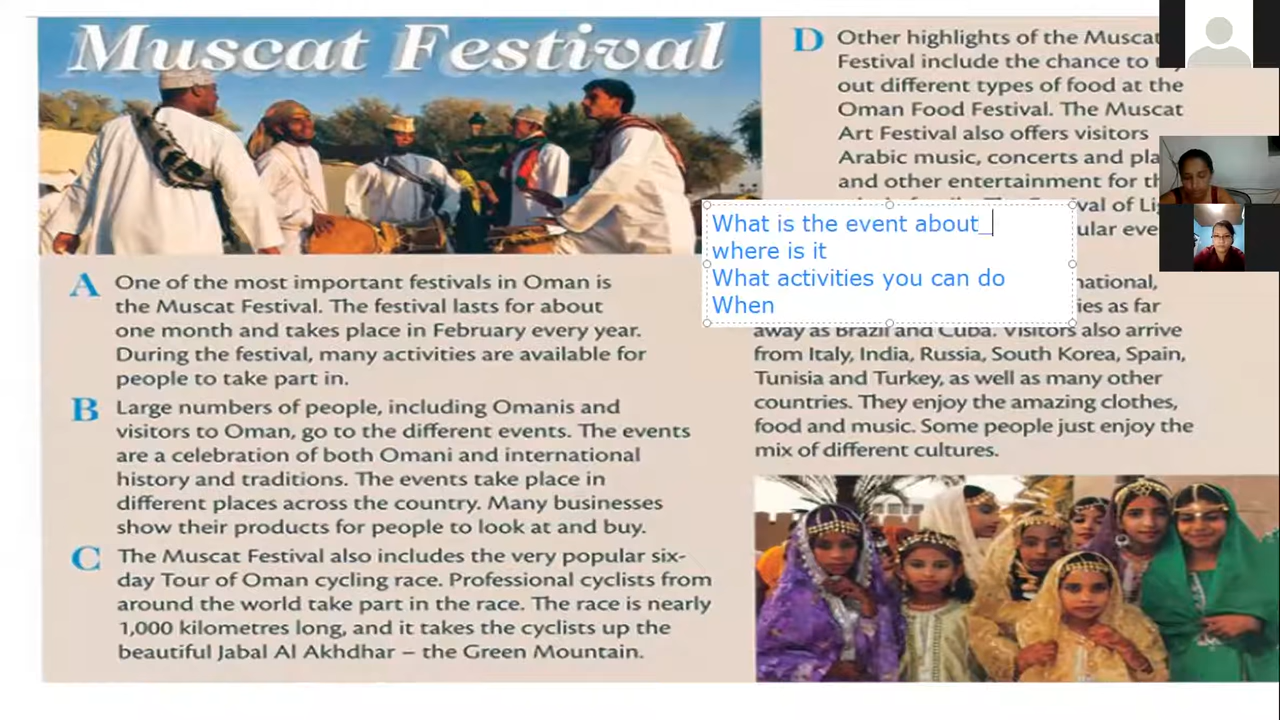 Muscat Festival
A One of the most important festivals in Oman is
the Muscat Festival. The festival lasts for about
one month and takes place in February every year.
During the festival, many activities are available for
people to take part in.
B Large numbers of people, including Omanis and
visitors to Oman, go to the different events. The events
are a celebration of both Omani and international
history and traditions. The events take place in
different places across the country. Many businesses
show their products for people to look at and buy.
C The Muscat Festival also includes the very popular six-
day Tour of Oman cycling race. Professional cyclists from
around the world take part in the race. The race is nearly
1,000 kilometres long, and it takes the cyclists up the
beautiful Jabal Al Akhdhar – the Green Mountain.
D Other highlights of the Muscat
Festival include the chance to
out different types of food at the
Oman Food Festival. The Muscat
Art Festival also offers visitors
Arabic music, concerts and
and other entertainment for
of
What is the event about_
where is it
What activities you can do
When
as far
away as Brazil and Cuba. Visitors also arrive
from Italy, India, Russia, South Korea, Spain,
Tunisia and Turkey, as well as many other
countries. They enjoy the amazing clothes,
food and music. Some people just enjoy the
mix of different cultures.